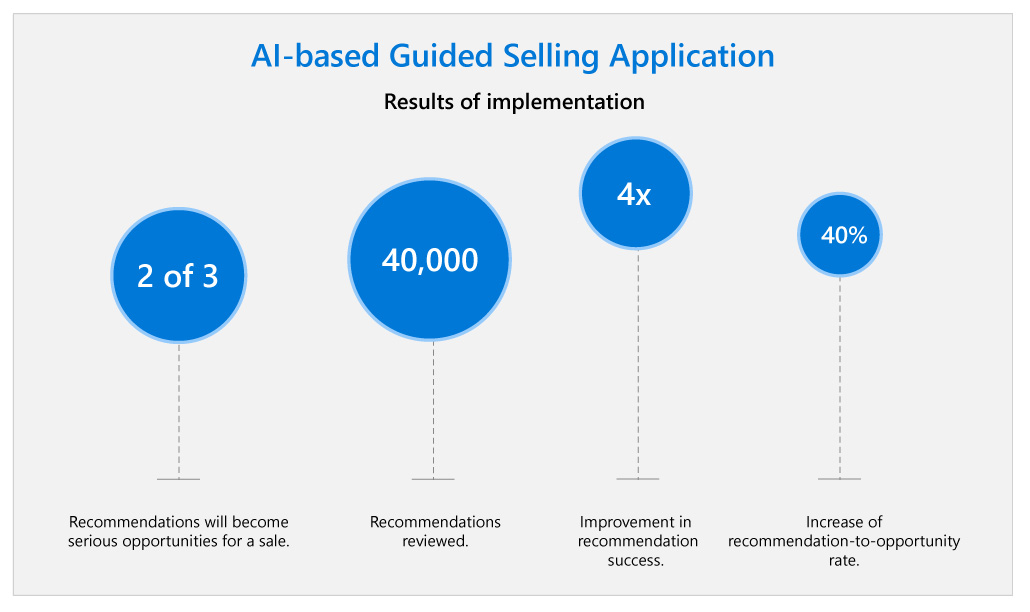 AI-based Guided Selling Application
Results of implementation
2 of 3
40,000
4x
40%
Recommendations will become
serious opportunities for a sale.
Recommendations
reviewed.
Improvement in
recommendation
success.
Increase of
recommendation-to-opportunity
rate.